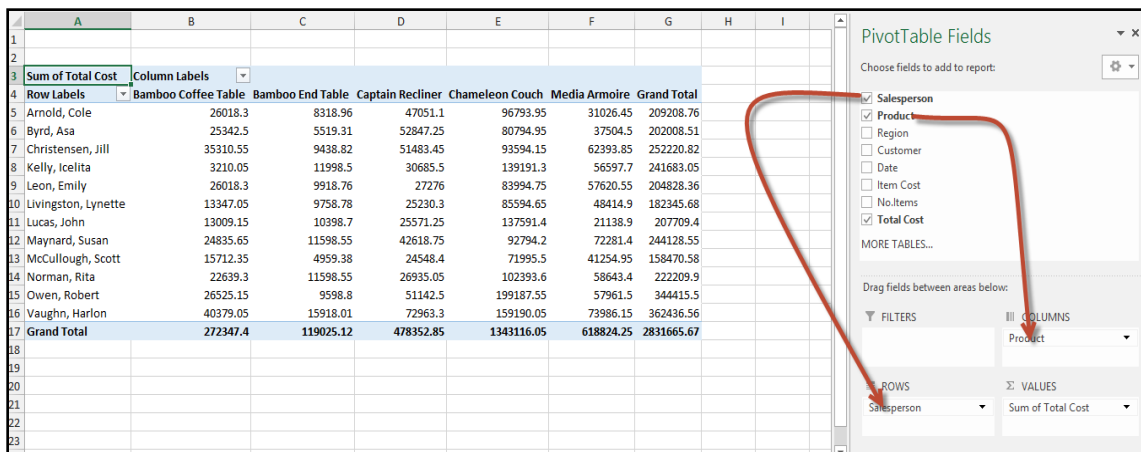 A B C D E F G H I
1
2
3 Sum of Total Cost Column Labels
4 Row Labels Bamboo Coffee Table Bamboo End Table Captain Recliner Chameleon Couch Media Armoire Grand Total
5 Arnold, Cole 26018.3 8318.96 47051.1 96793.95 31026.45 209208.76
6 Byrd, Asa 25342.5 5519.31 52847.25 80794.95 37504.5 202008.51
7 Christensen, Jill 35310.55 9438.82 51483.45 93594.15 62393.85 252220.82
8 Kelly, Icelita 3210.05 11998.5 30685.5 139191.3 56597.7 241683.05
9 Leon, Emily 26018.3 9918.76 27276 83994.75 57620.55 204828.36
10 Livingston, Lynette 13347.05 9758.78 25230.3 85594.65 48414.9 182345.68
11 Lucas, John 13009.15 10398.7 25571.25 137591.4 21138.9 207709.4
12 Maynard, Susan 24835.65 11598.55 42618.75 92794.2 72281.4 244128.55
13 McCullough, Scott 15712.35 4959.38 24548.4 71995.5 41254.95 158470.58
14 Norman, Rita 22639.3 11598.55 26935.05 102393.6 58643.4 222209.9
15 Owen, Robert 26525.15 9598.8 51142.5 199187.55 57961.5 344415.5
16 Vaughn, Harlon 40379.05 15918.01 72963.3 159190.05 73986.15 362436.56
17 Grand Total 272347.4 119025.12 478352.85 1343116.05 618824.25 2831665.67
18
19
20
21
22
23
PivotTable Fields
Choose fields to add to report:
Salesperson
Product
Region
Customer
Date
Item Cost
No.Items
Total Cost
MORE TABLES...
Drag fields between areas below:
FILTERS COLUMNS
Product
ROWS Σ VALUES
Salesperson Sum of Total Cost